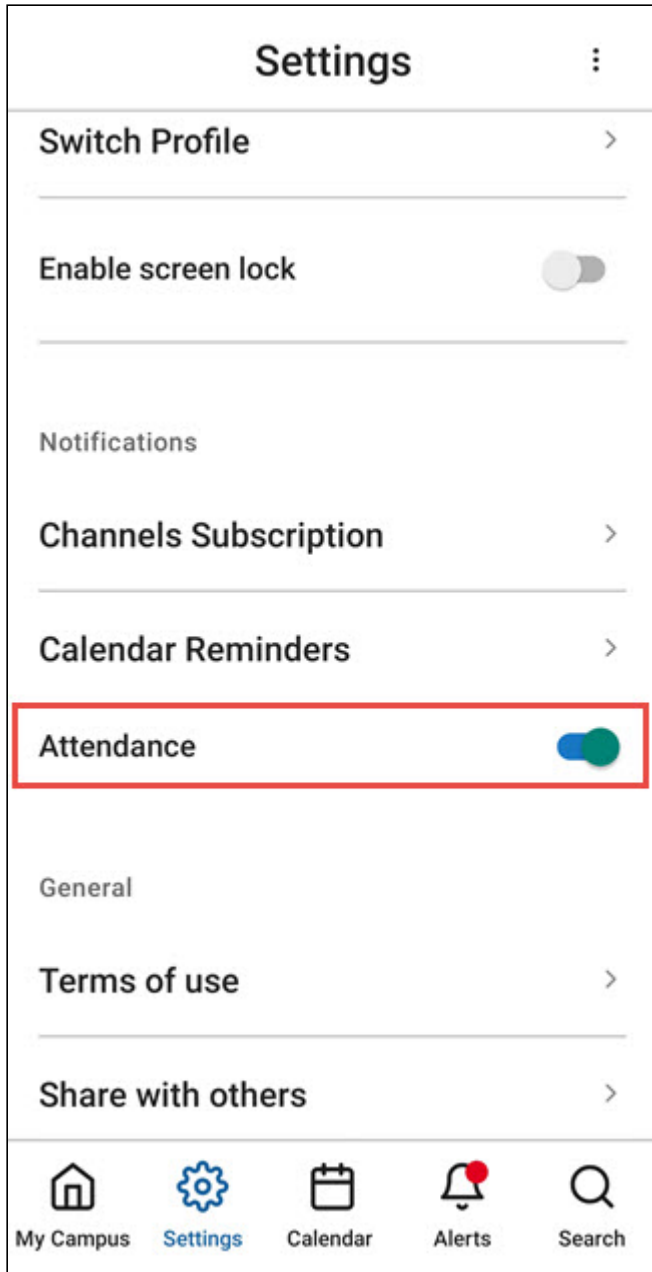 Settings
Switch Profile
Enable screen lock
Notifications
Channels Subscription
Calendar Reminders
Attendance
General
Terms of use
Share with others
My Campus Settings Calendar Alerts Search